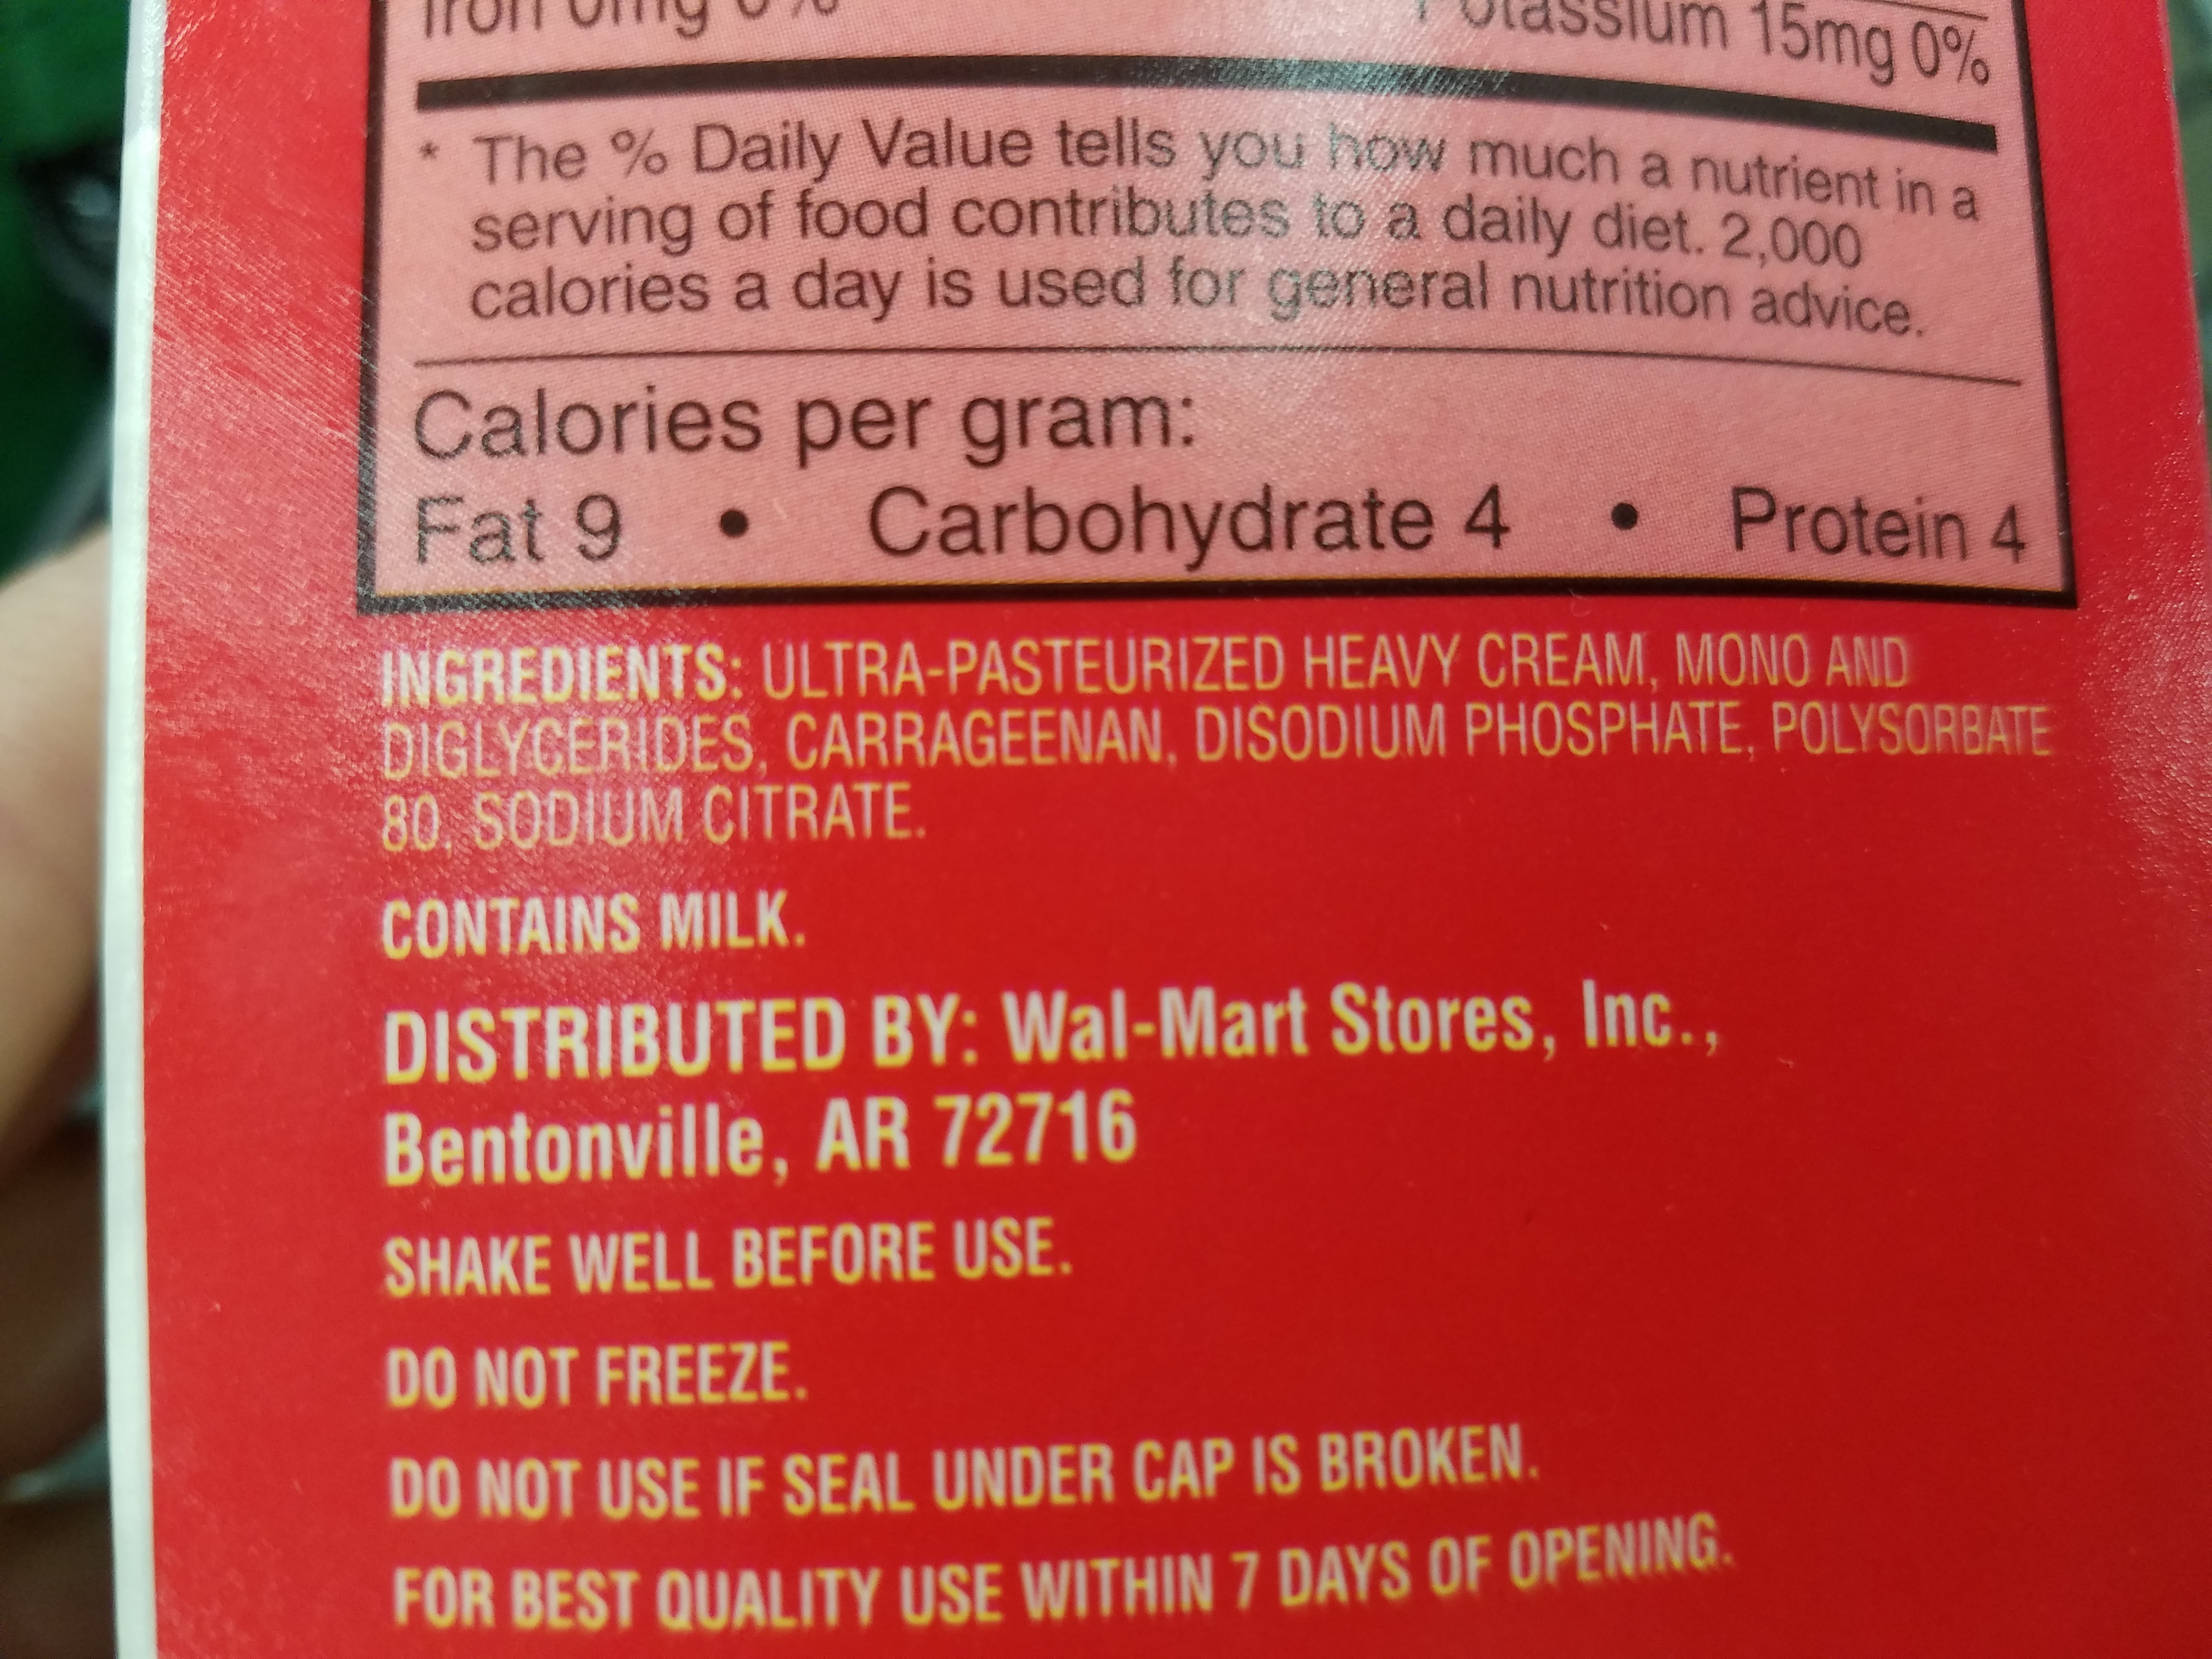 Iron 0mg 0%
Potassium 15mg 0%
* The % Daily Value tells you how much a nutrient in a
serving of food contributes to a daily diet. 2,000
calories a day is used for general nutrition advice.
Calories per gram:
Fat 9 • Carbohydrate 4 • Protein 4
INGREDIENTS: ULTRA-PASTEURIZED HEAVY CREAM, MONO AND
DIGLYCERIDES, CARRAGEENAN, DISODIUM PHOSPHATE, POLYSORBATE
80, SODIUM CITRATE.
CONTAINS MILK.
DISTRIBUTED BY: Wal-Mart Stores, Inc.,
Bentonville, AR 72716
SHAKE WELL BEFORE USE.
DO NOT FREEZE.
DO NOT USE IF SEAL UNDER CAP IS BROKEN.
FOR BEST QUALITY USE WITHIN 7 DAYS OF OPENING.